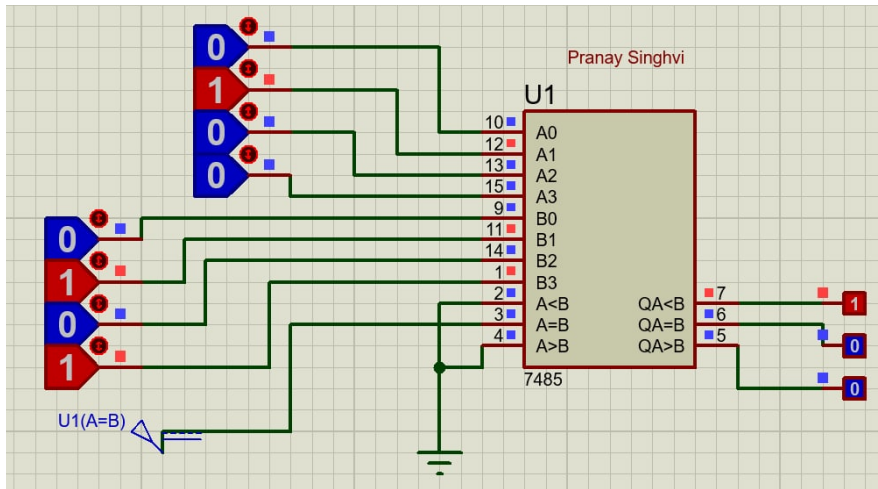 0
1
0
0
0
1
0
1
Pranay Singhvi
U1
10 A0
12 A1
13 A2
15 A3
9 B0
11 B1
14 B2
1 B3
2 A<B QA<B 7 1
3 A=B QA=B 6 0
4 A>B QA>B 5 0
7485
U1(A=B)